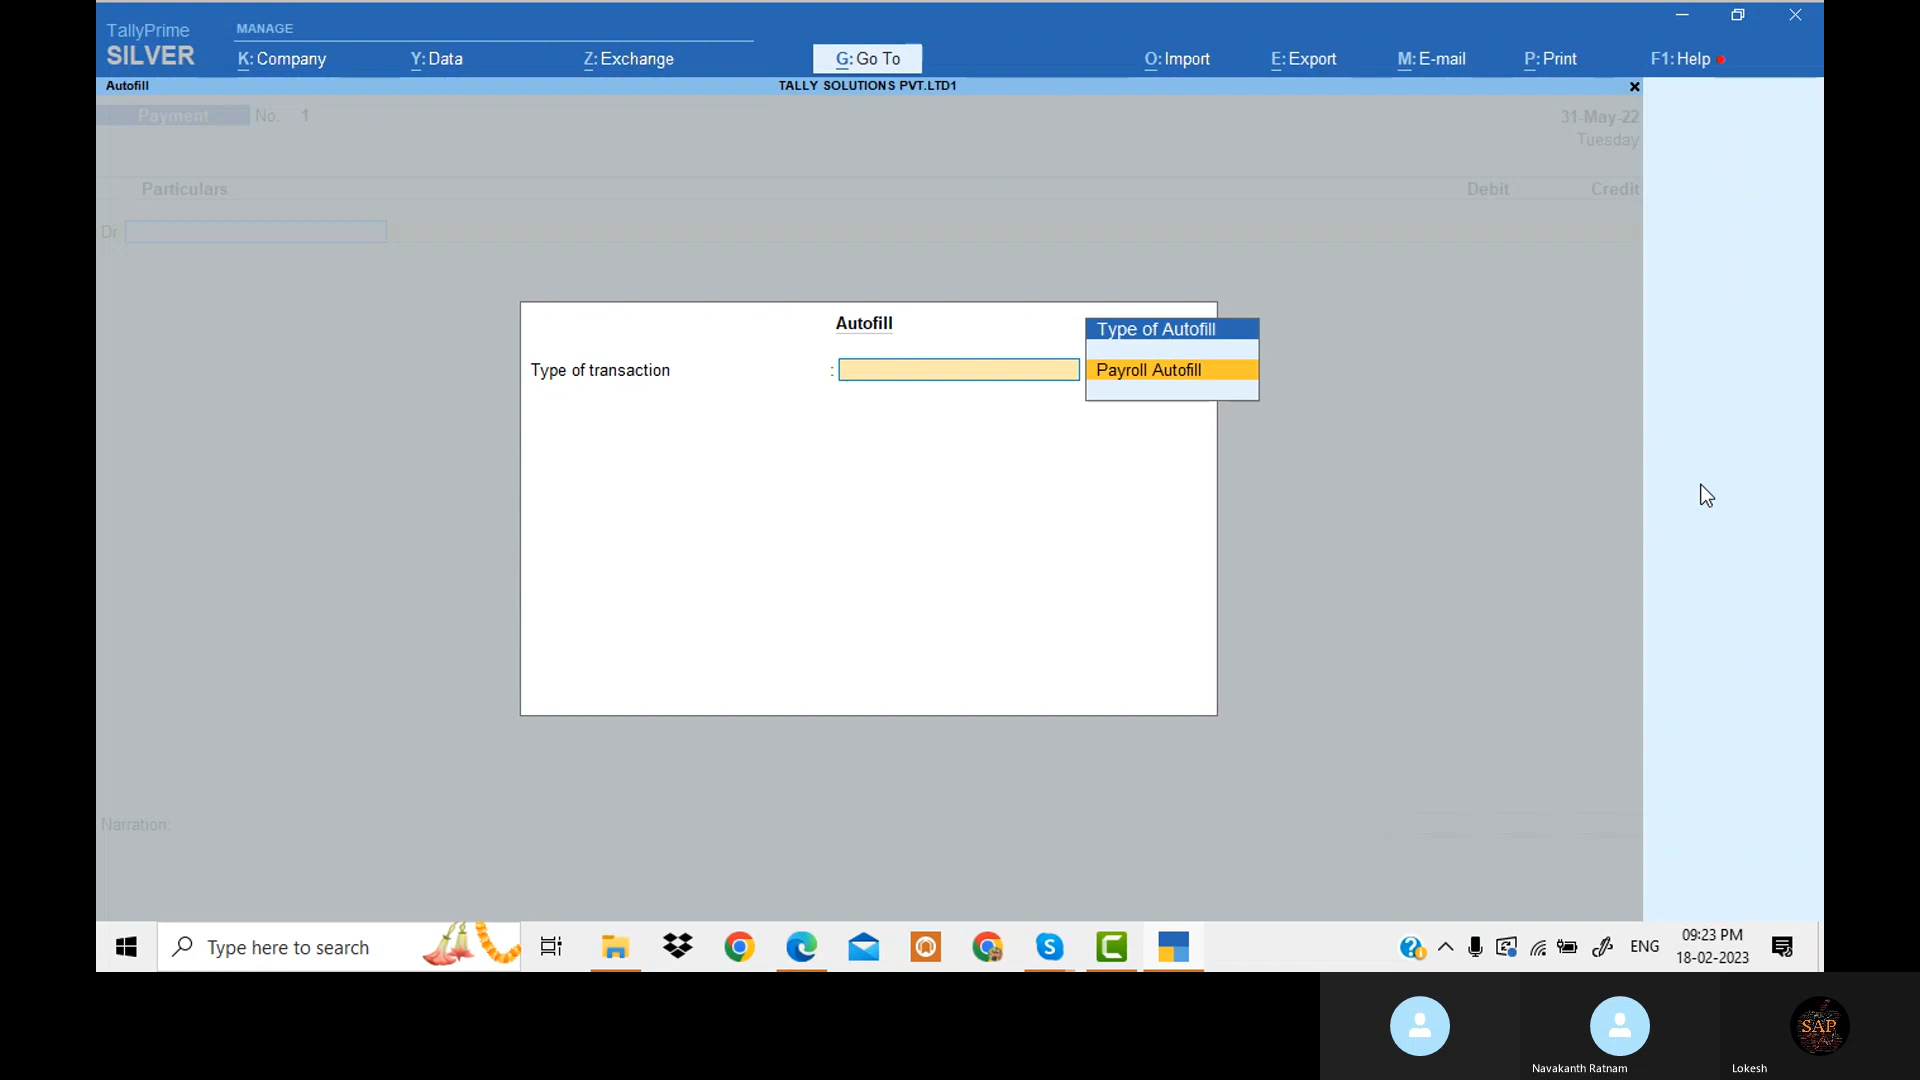 TallyPrime
SILVER
MANAGE
K: Company
Y: Data
Z: Exchange
G: Go To
O: Import
E: Export
M: E-mail
P: Print
F1: Help
Autofill
TALLY SOLUTIONS PVT.LTD1
Payment No. 1
31-May-22
Tuesday
Particulars
Debit
Credit
Dr
Autofill
Type of Autofill
Type of transaction :
Payroll Autofill
Narration:
Type here to search
ENG
09:23 PM
18-02-2023
SAP
Navakanth Ratnam
Lokesh